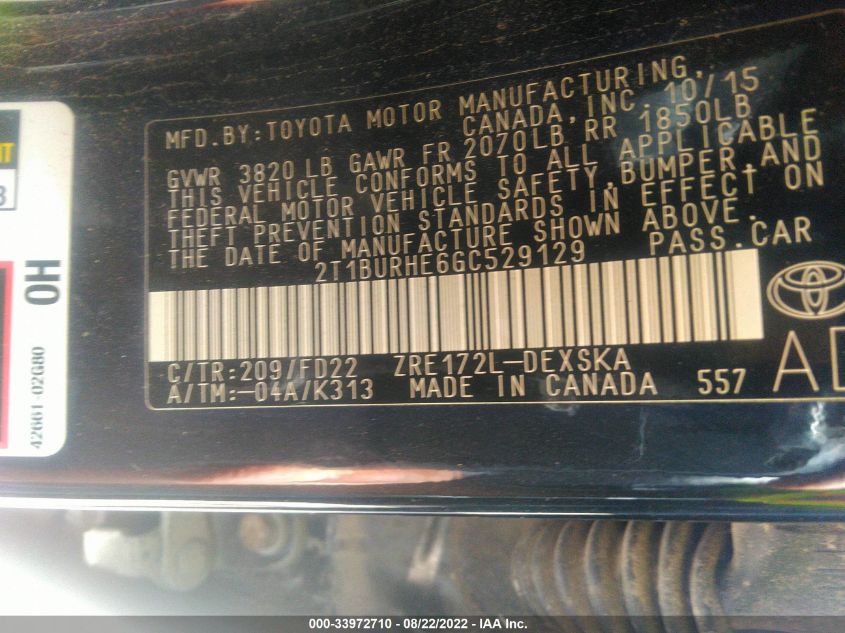 MFD.BY:TOYOTA MOTOR MANUFACTURING,
CANADA,INC. 10/15
GVWR 3820 LB GAWR FR 2070LB RR 1850LB
THIS VEHICLE CONFORMS TO ALL APPLICABLE
FEDERAL MOTOR VEHICLE SAFETY,BUMPER,AND
THEFT PREVENTION STANDARDS IN EFFECT ON
THE DATE OF MANUFACTURE SHOWN ABOVE.
2T1BURHE6GC529129 PASS.CAR
C/TR:209/FD22 ZRE172L-DEXSKA
A/TM:-04A/K313 MADE IN CANADA 557
OH
42661-02G80
000-33972710 - 08/22/2022 - IAA Inc.